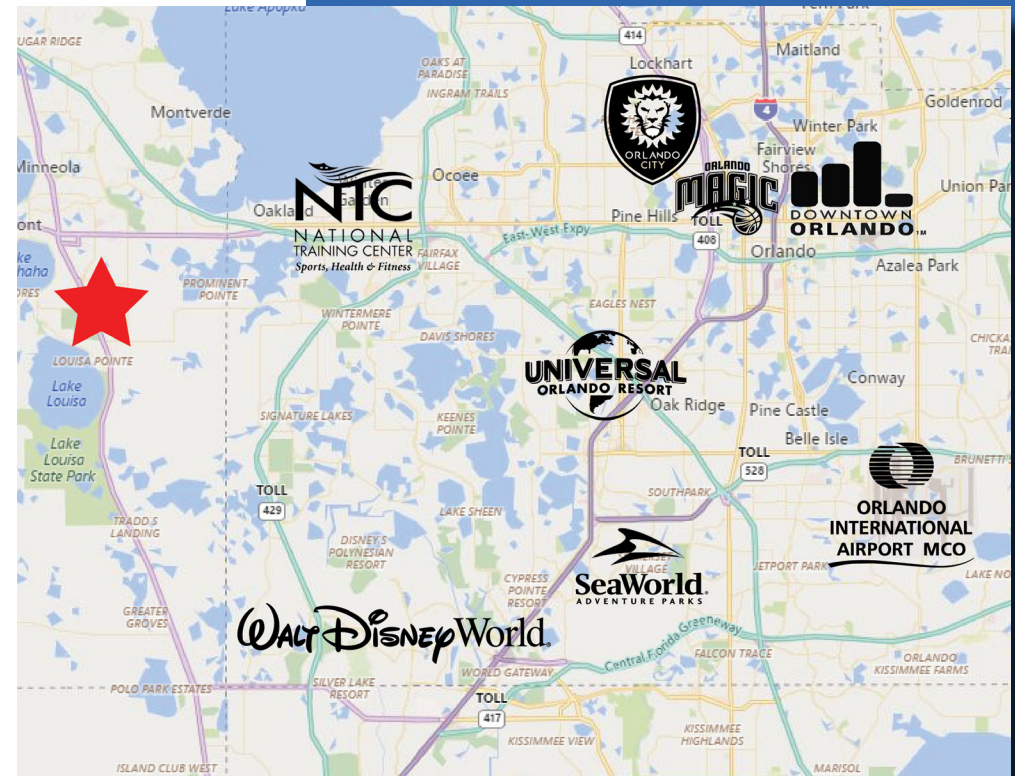 Lake Apopka
414
Maitland
Lockhart
OAKS AT
PARADISE
INGRAM TRAILS
Montverde
Goldenrod
4
Winter Park
ORLANDO
CITY
Fairview
Shores
Minneola
ORLANDO
MAGIC
Ocoee
Union Par
NTC
Oakland
NATIONAL
TRAINING CENTER
Sports, Health & Fitness
Pine Hills
TOLL
408
DOWNTOWN
ORLANDO™
ont
East-West Expy
FAIRFAX
VILLAGE
Orlando
Azalea Park
PROMINENT
POINTE
EAGLES NEST
WINTERMERE
POINTE
DAVIS SHORES
LOUISA POINTE
UNIVERSAL
ORLANDO RESORT
Conway
Lake
Louisa
Oak Ridge
Pine Castle
SIGNATURE LAKES
KEENES
POINTE
Belle Isle
Lake
Louisa
State Park
TOLL
528
TOLL
429
SOUTHPARK
ORLANDO
INTERNATIONAL
AIRPORT MCO
TRADD'S
LANDING
LAKE SHEEN
DISNEY'S
POLYNESIAN
RESORT
VILLAGE
JETPORT PARK
LAKE NO
CYPRESS
POINTE
RESORT
SeaWorld®
ADVENTURE PARKS
GREATER
GROVES
WALT DISNEY World®
Central Florida Greeneway
FALCON TRACE
ORLANDO
KISSIMMEE FARMS
WORLD GATEWAY
POLO PARK ESTATES
SILVER LAKE
RESORT
TOLL
417
KISSIMMEE VIEW
KISSIMMEE
HIGHLANDS
ISLAND CLUB WEST
MARISOL